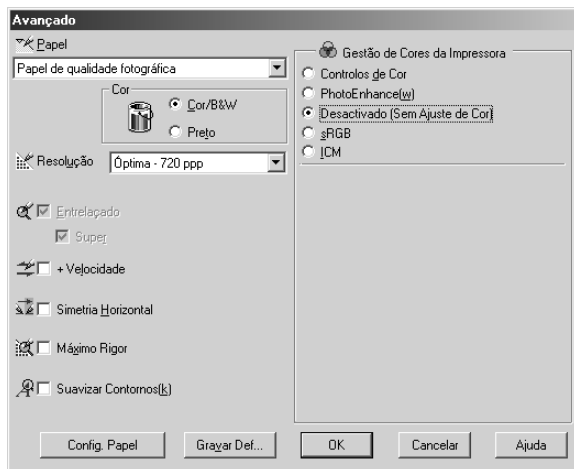 Avançado
Papel
Papel de qualidade fotográfica
Cor
Cor/B&W
Preto
Resolução
Óptima - 720 ppp
Entrelaçado
Super
+ Velocidade
Simetria Horizontal
Máximo Rigor
Suavizar Contornos(k)
Gestão de Cores da Impressora
Controlos de Cor
PhotoEnhance(w)
Desactivado (Sem Ajuste de Cor)
sRGB
ICM
Config. Papel
Gravar Def...
OK
Cancelar
Ajuda